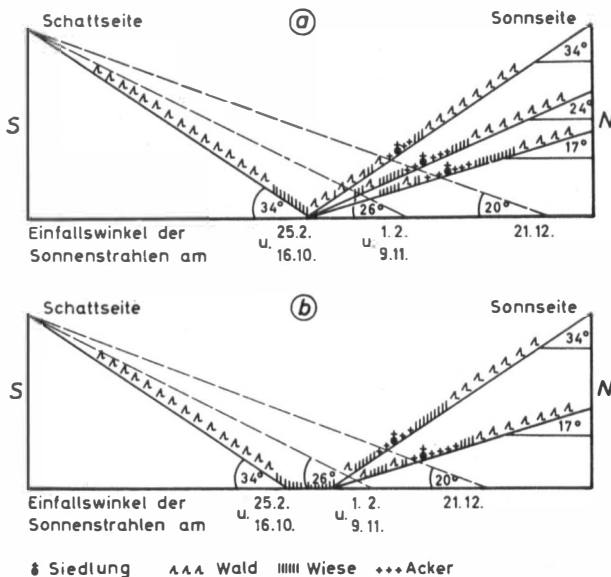 Schattseite a Sonnseite
34°
24°
S N
17°
34° 26° 20°
Einfallswinkel der 25.2. 1.2. 21.12.
Sonnenstrahlen am u. 16.10. u. 9.11.
Schattseite b Sonnseite
34°
S N
17°
34° 26° 20°
Einfallswinkel der 25.2. 1. 2. 21.12.
Sonnenstrahlen am u. 16.10. u. 9.11.
Siedlung Wald Wiese Acker